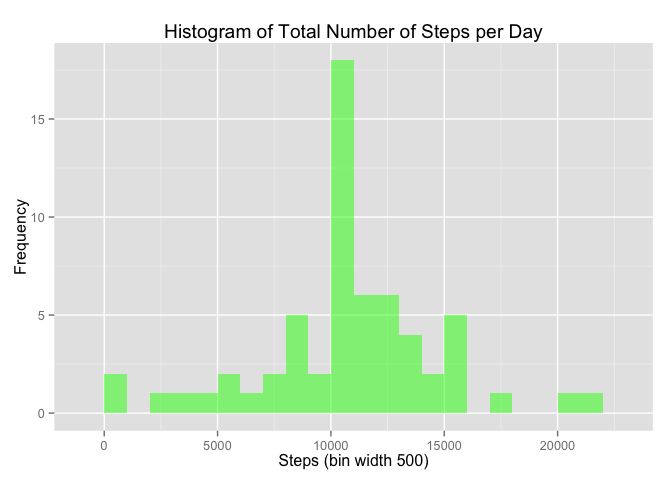 Histogram of Total Number of Steps per Day
Frequency
15
10
5
0
0 5000 10000 15000 20000
Steps (bin width 500)